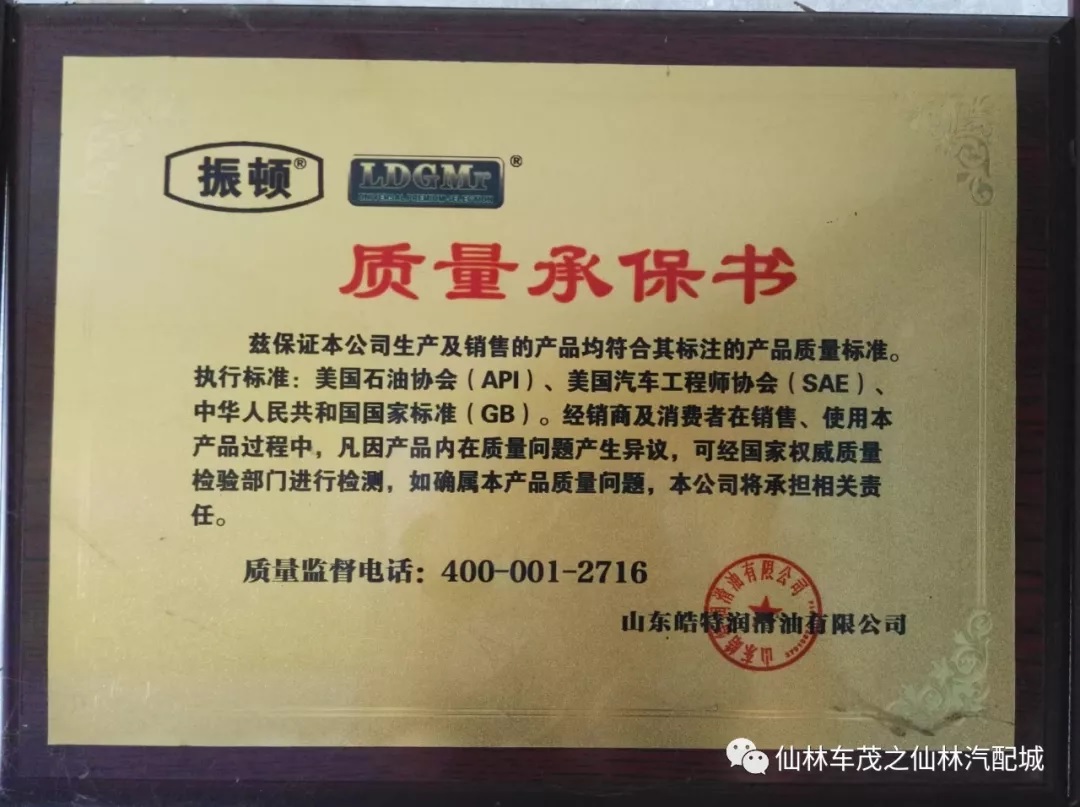 振顿® LDGMr®
UNIVERSAL PREMIUM SELECTION
质量承保书
兹保证本公司生产及销售的产品均符合其标注的产品质量标准。
执行标准：美国石油协会（API）、美国汽车工程师协会（SAE）、
中华人民共和国国家标准（GB）。经销商及消费者在销售、使用本
产品过程中，凡因产品内在质量问题产生异议，可经国家权威质量
检验部门进行检测，如确属本产品质量问题，本公司将承担相关责
任。
质量监督电话：400-001-2716
山东皓特润滑油有限公司
仙林车茂之仙林汽配城